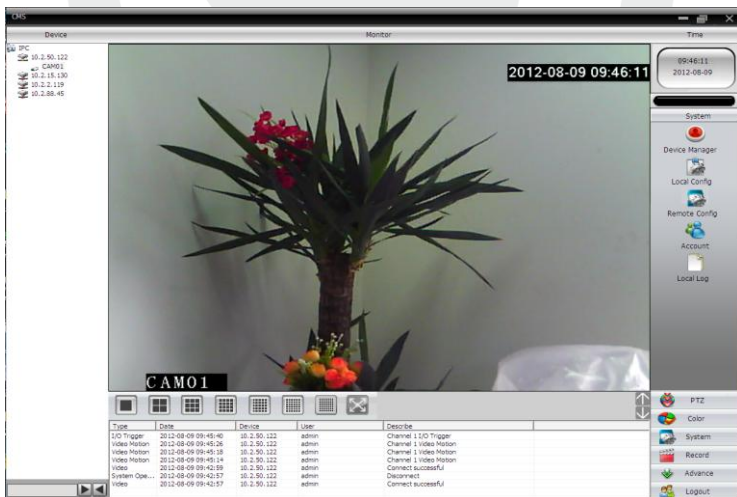 CMS
Device
Monitor
Time
IPC
10.2.50.122
CAM01
10.2.15.130
10.2.2.119
10.2.88.45
2012-08-09 09:46:11
CAM01
09:46:11
2012-08-09
System
Device Manager
Local Config
Remote Config
Account
Local Log
PTZ
Color
System
Record
Advance
Logout
Type Date Device User Describe
I/O Trigger 2012-08-09 09:45:40 10.2.50.122 admin Channel 1 I/O Trigger
Video Motion 2012-08-09 09:45:26 10.2.50.122 admin Channel 1 Video Motion
Video Motion 2012-08-09 09:45:18 10.2.50.122 admin Channel 1 Video Motion
Video Motion 2012-08-09 09:45:14 10.2.50.122 admin Channel 1 Video Motion
Video 2012-08-09 09:42:59 10.2.50.122 admin Connect successful
System Ope... 2012-08-09 09:42:57 10.2.50.122 admin Disconnect
Video 2012-08-09 09:42:57 10.2.50.122 admin Connect successful